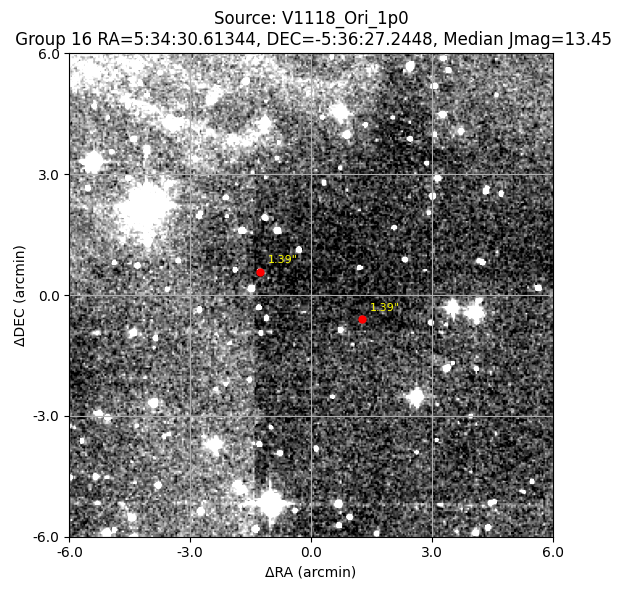 Source: V1118_Ori_1p0
Group 16 RA=5:34:30.61344, DEC=-5:36:27.2448, Median Jmag=13.45
6.0
3.0
0.0
-3.0
-6.0
ΔDEC (arcmin)
1.39"
1.39"
-6.0 -3.0 0.0 3.0 6.0
ΔRA (arcmin)